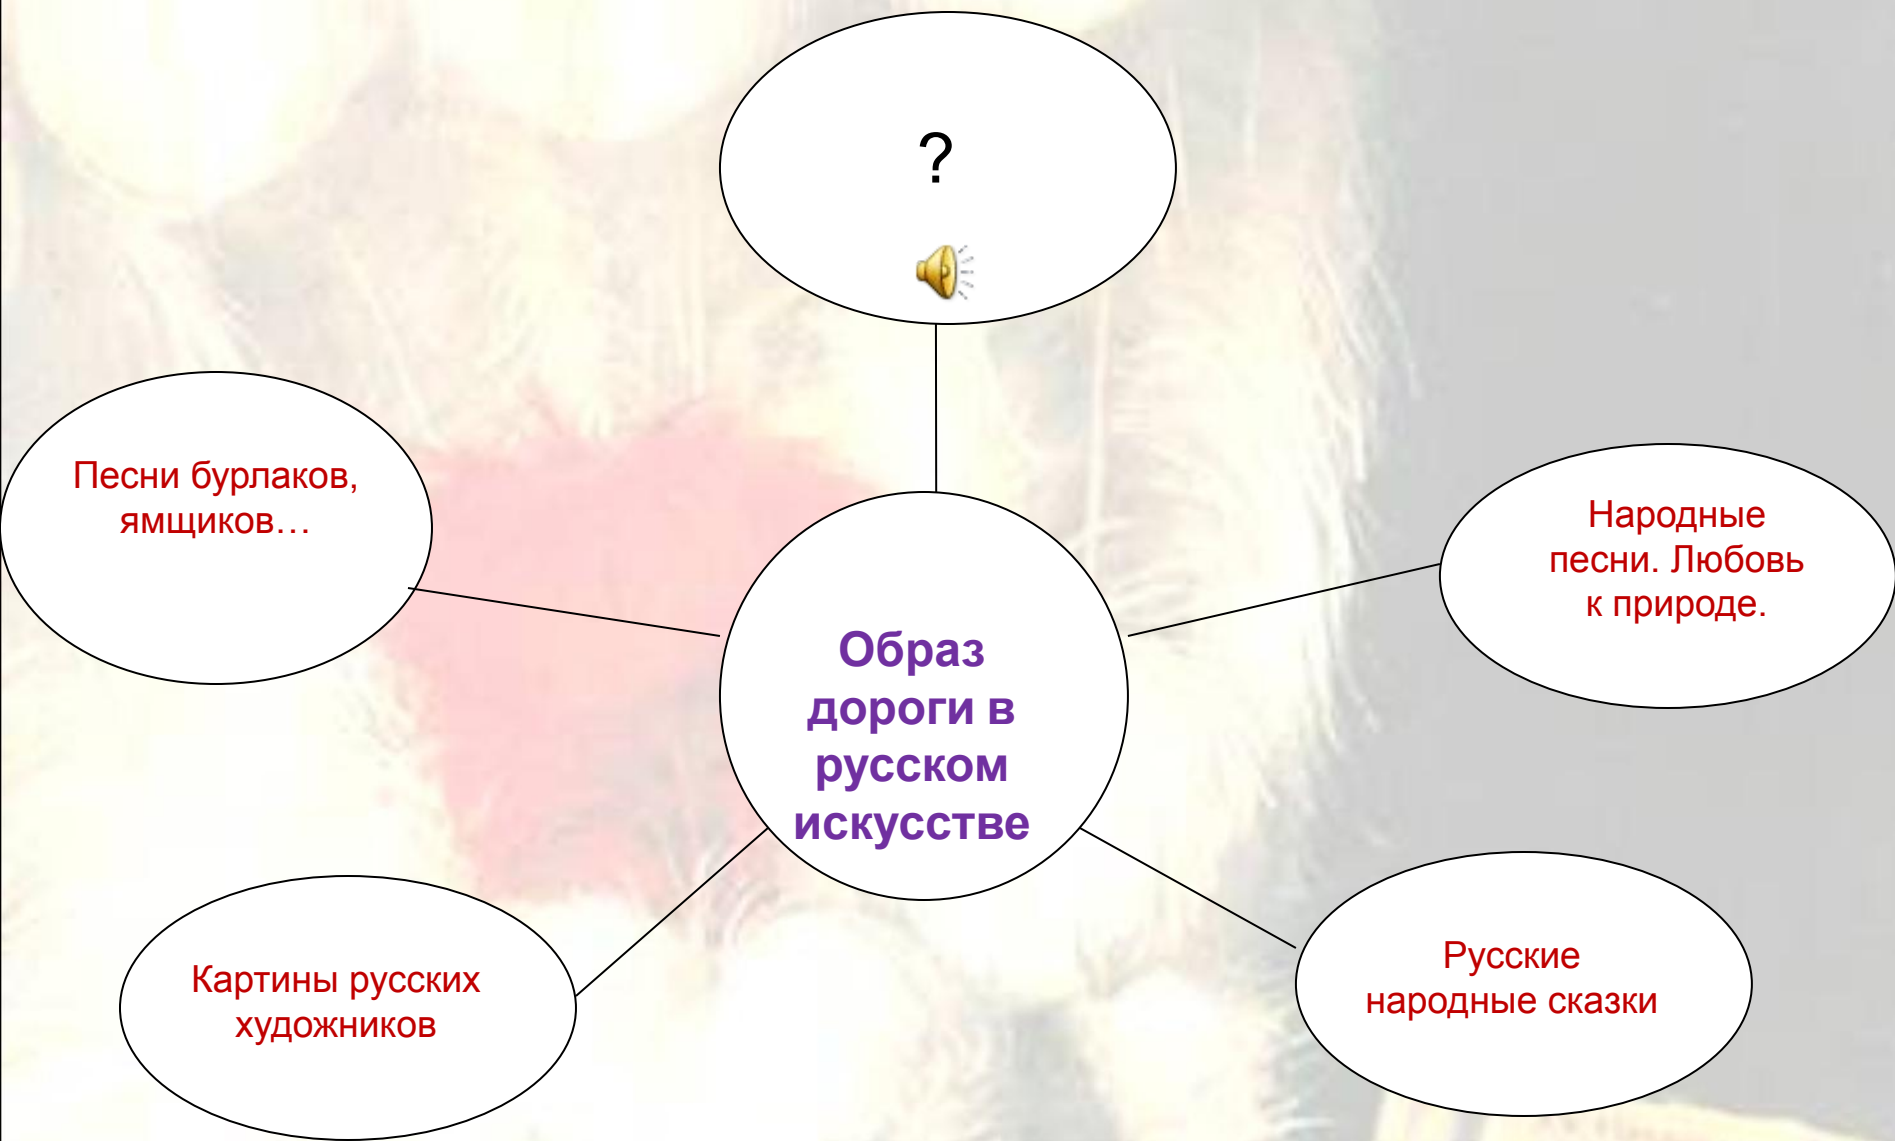 ?
Песни бурлаков,
ямщиков…
Народные
песни. Любовь
к природе.
Образ
дороги в
русском
искусстве
Картины русских
художников
Русские
народные сказки